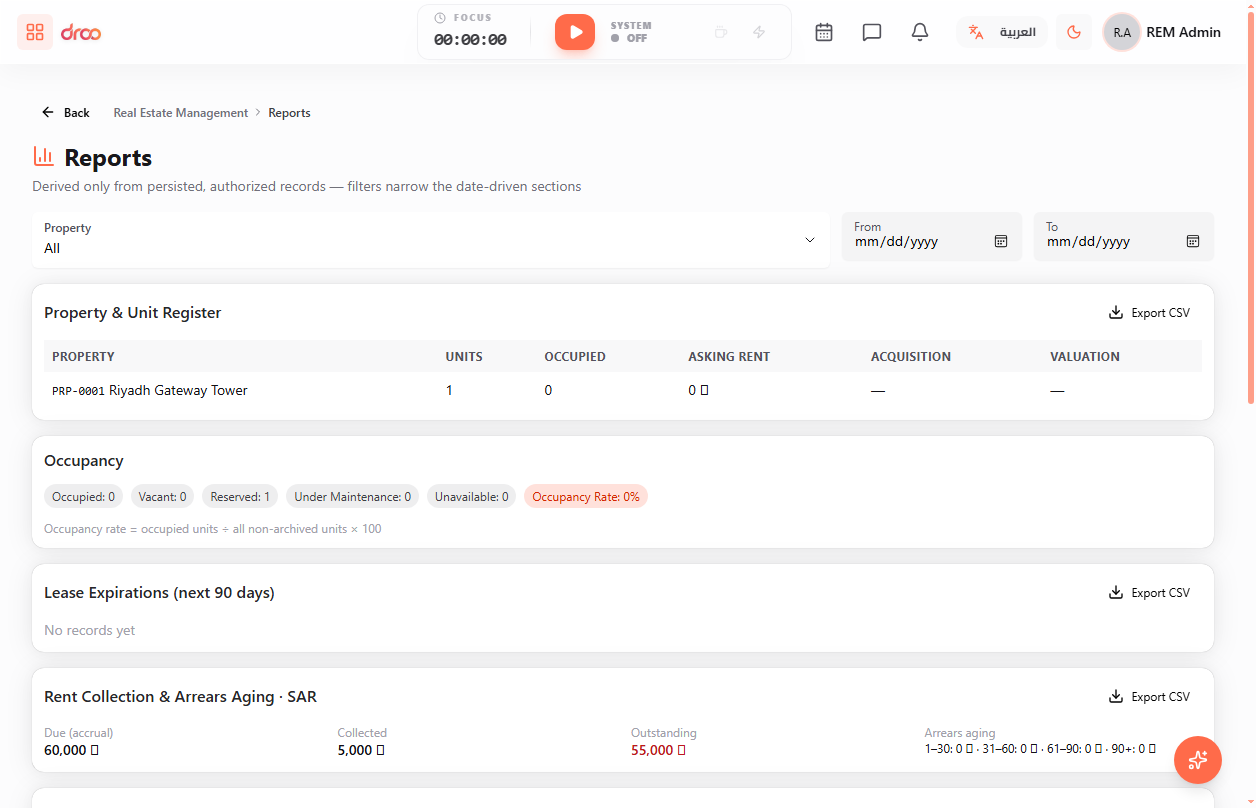 droo
FOCUS
00:00:00
SYSTEM
OFF
العربية
R.A
REM Admin
Back
Real Estate Management > Reports
Reports
Derived only from persisted, authorized records — filters narrow the date-driven sections
Property
All
From
mm/dd/yyyy
To
mm/dd/yyyy
Property & Unit Register
Export CSV
PROPERTY UNITS OCCUPIED ASKING RENT ACQUISITION VALUATION
PRP-0001 Riyadh Gateway Tower 1 0 0 ▯ — —
Occupancy
Occupied: 0 Vacant: 0 Reserved: 1 Under Maintenance: 0 Unavailable: 0 Occupancy Rate: 0%
Occupancy rate = occupied units ÷ all non-archived units × 100
Lease Expirations (next 90 days)
Export CSV
No records yet
Rent Collection & Arrears Aging · SAR
Export CSV
Due (accrual) Collected Outstanding Arrears aging
60,000 ▯ 5,000 ▯ 55,000 ▯ 1–30: 0 ▯ · 31–60: 0 ▯ · 61–90: 0 ▯ · 90+: 0 ▯